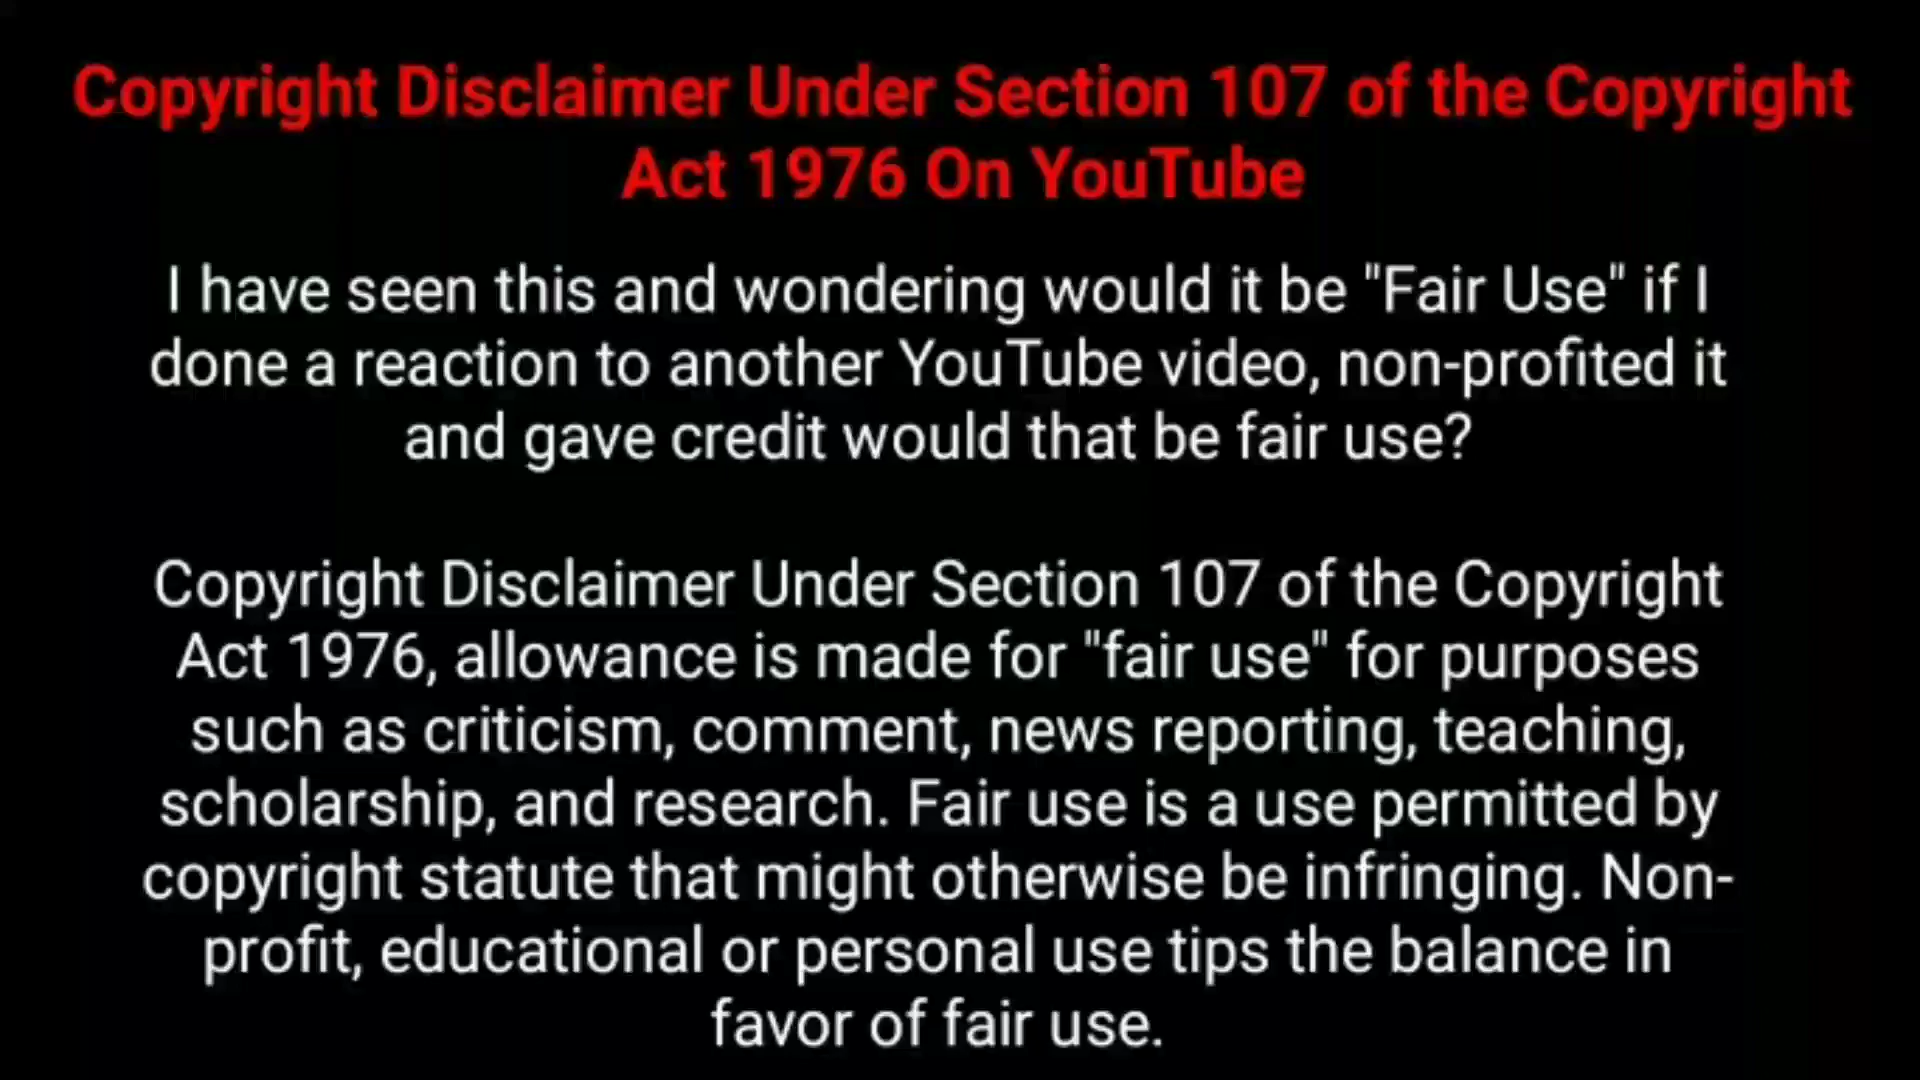 Copyright Disclaimer Under Section 107 of the Copyright
Act 1976 On YouTube
I have seen this and wondering would it be "Fair Use" if I
done a reaction to another YouTube video, non-profited it
and gave credit would that be fair use?
Copyright Disclaimer Under Section 107 of the Copyright
Act 1976, allowance is made for "fair use" for purposes
such as criticism, comment, news reporting, teaching,
scholarship, and research. Fair use is a use permitted by
copyright statute that might otherwise be infringing. Non-
profit, educational or personal use tips the balance in
favor of fair use.